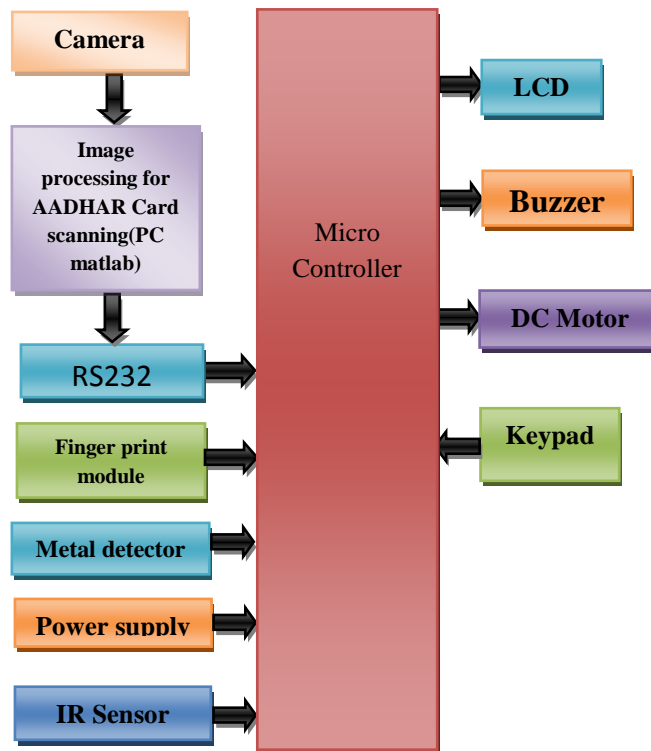 Camera
Image
processing for
AADHAR Card
scanning(PC
matlab)
RS232
Finger print
module
Metal detector
Power supply
IR Sensor
Micro
Controller
LCD
Buzzer
DC Motor
Keypad